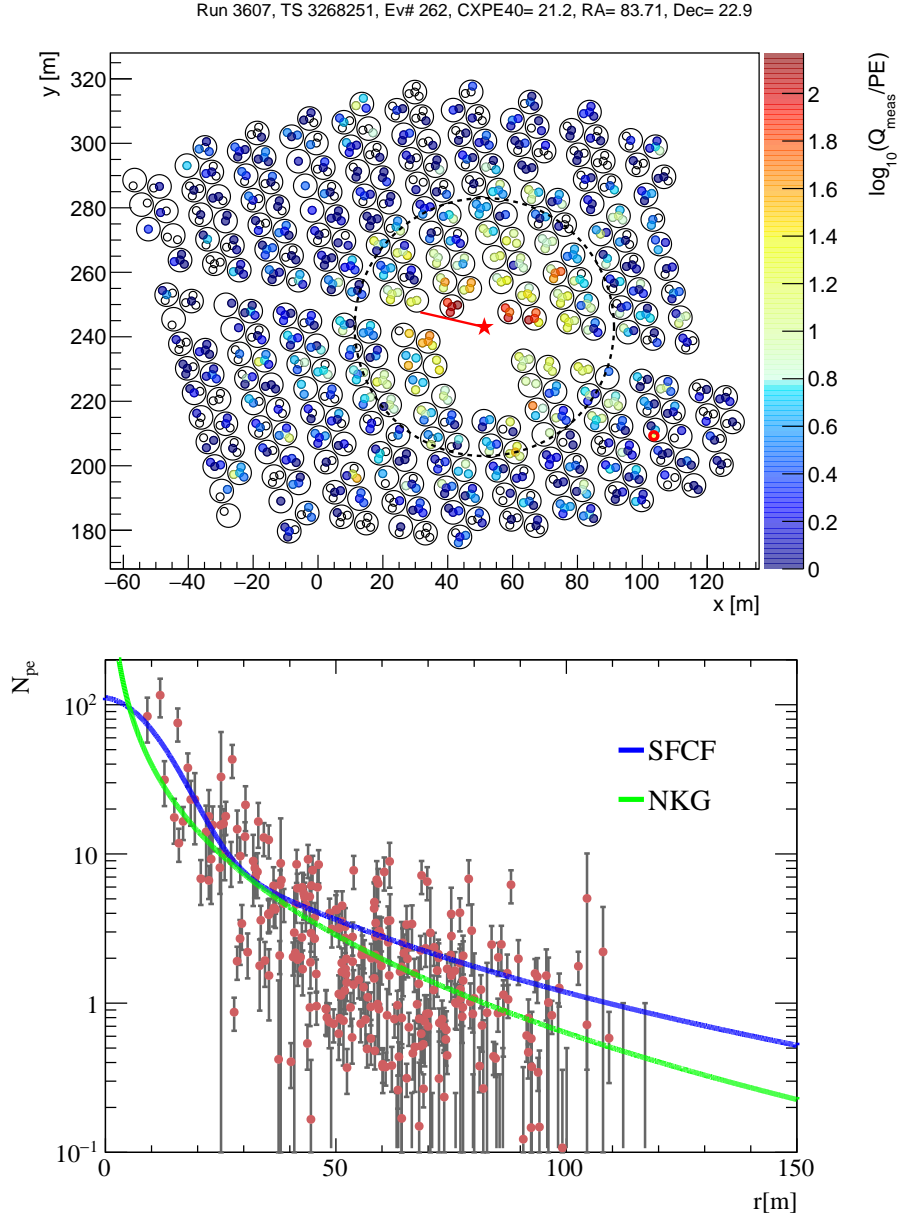 Run 3607, TS 3268251, Ev# 262, CXPE40= 21.2, RA= 83.71, Dec= 22.9
y [m]
320
300
280
260
240
220
200
180
−60 −40 −20 0 20 40 60 80 100 120
x [m]
2
1.8
1.6
1.4
1.2
1
0.8
0.6
0.4
0.2
0
log10(Qmeas/PE)
Npe
10^2
10
1
10^−1
0 50 100 150
r[m]
SFCF
NKG